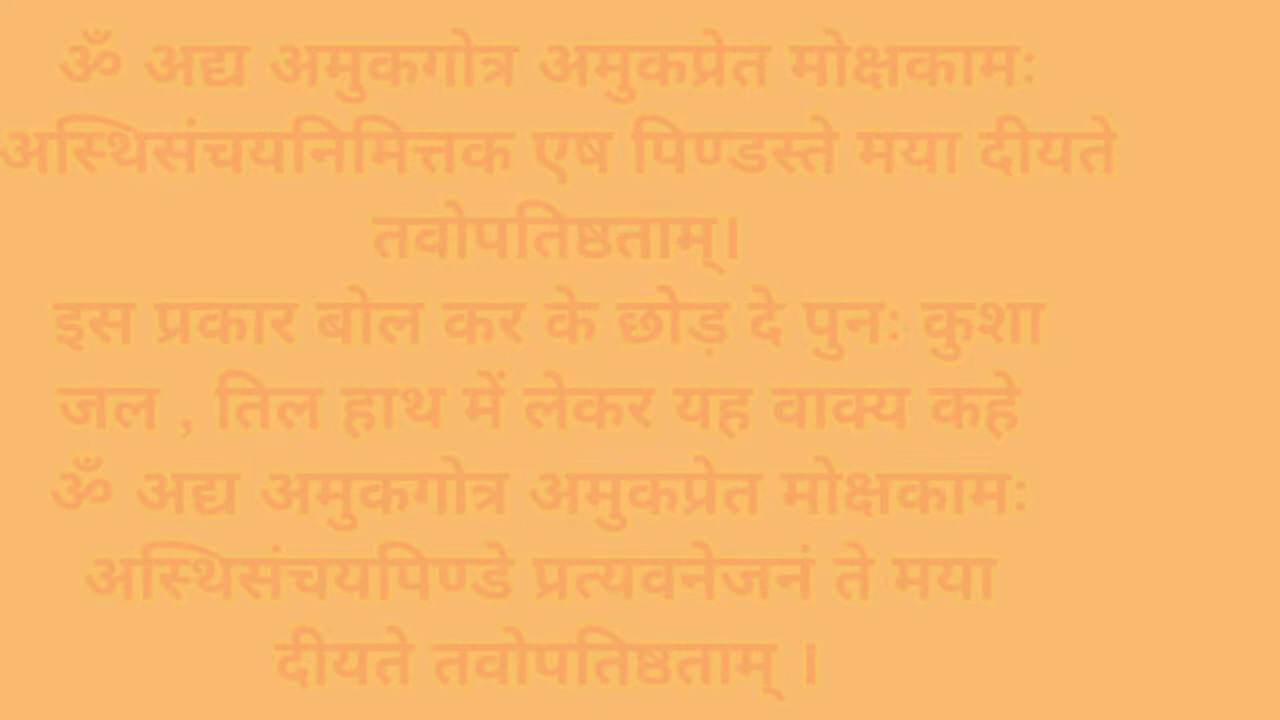 ॐ अद्य अमुकगोत्र अमुकप्रेत मोक्षकामः
अस्थिसंचयनिमित्तक एष पिण्डस्ते मया दीयते
तवोपतिष्ठताम्।
इस प्रकार बोल कर के छोड़ दे पुनः कुशा
जल , तिल हाथ में लेकर यह वाक्य कहे
ॐ अद्य अमुकगोत्र अमुकप्रेत मोक्षकामः
अस्थिसंचयपिण्डे प्रत्यवनेजनं ते मया
दीयते तवोपतिष्ठताम् ।